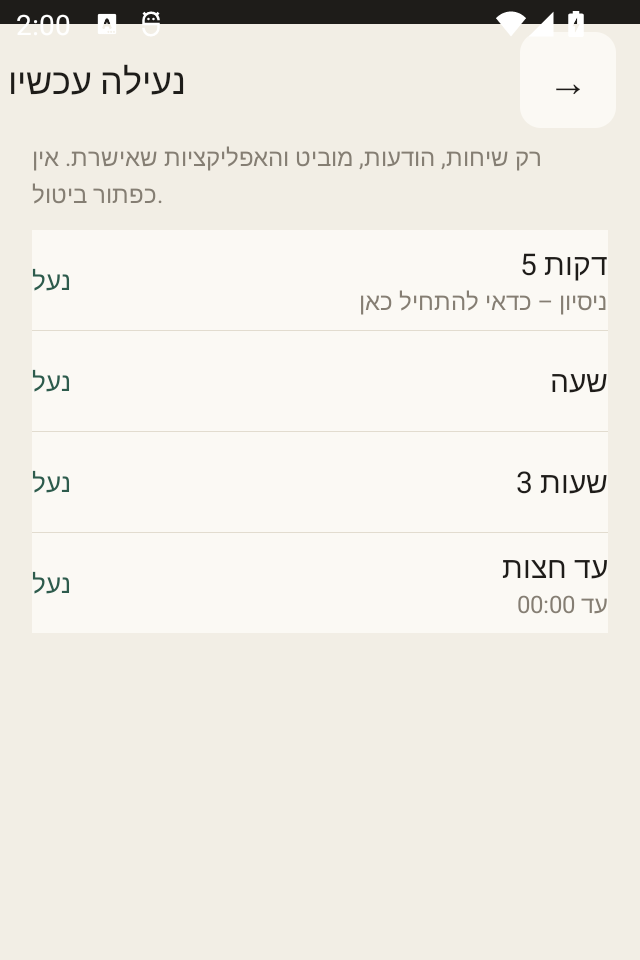 2:00
נעילה עכשיו
→
רק שיחות, הודעות, מוביט והאפליקציות שאישרת. אין
כפתור ביטול.
5 דקות
ניסיון – כדאי להתחיל כאן
נעל
שעה
נעל
3 שעות
נעל
עד חצות
עד 00:00
נעל